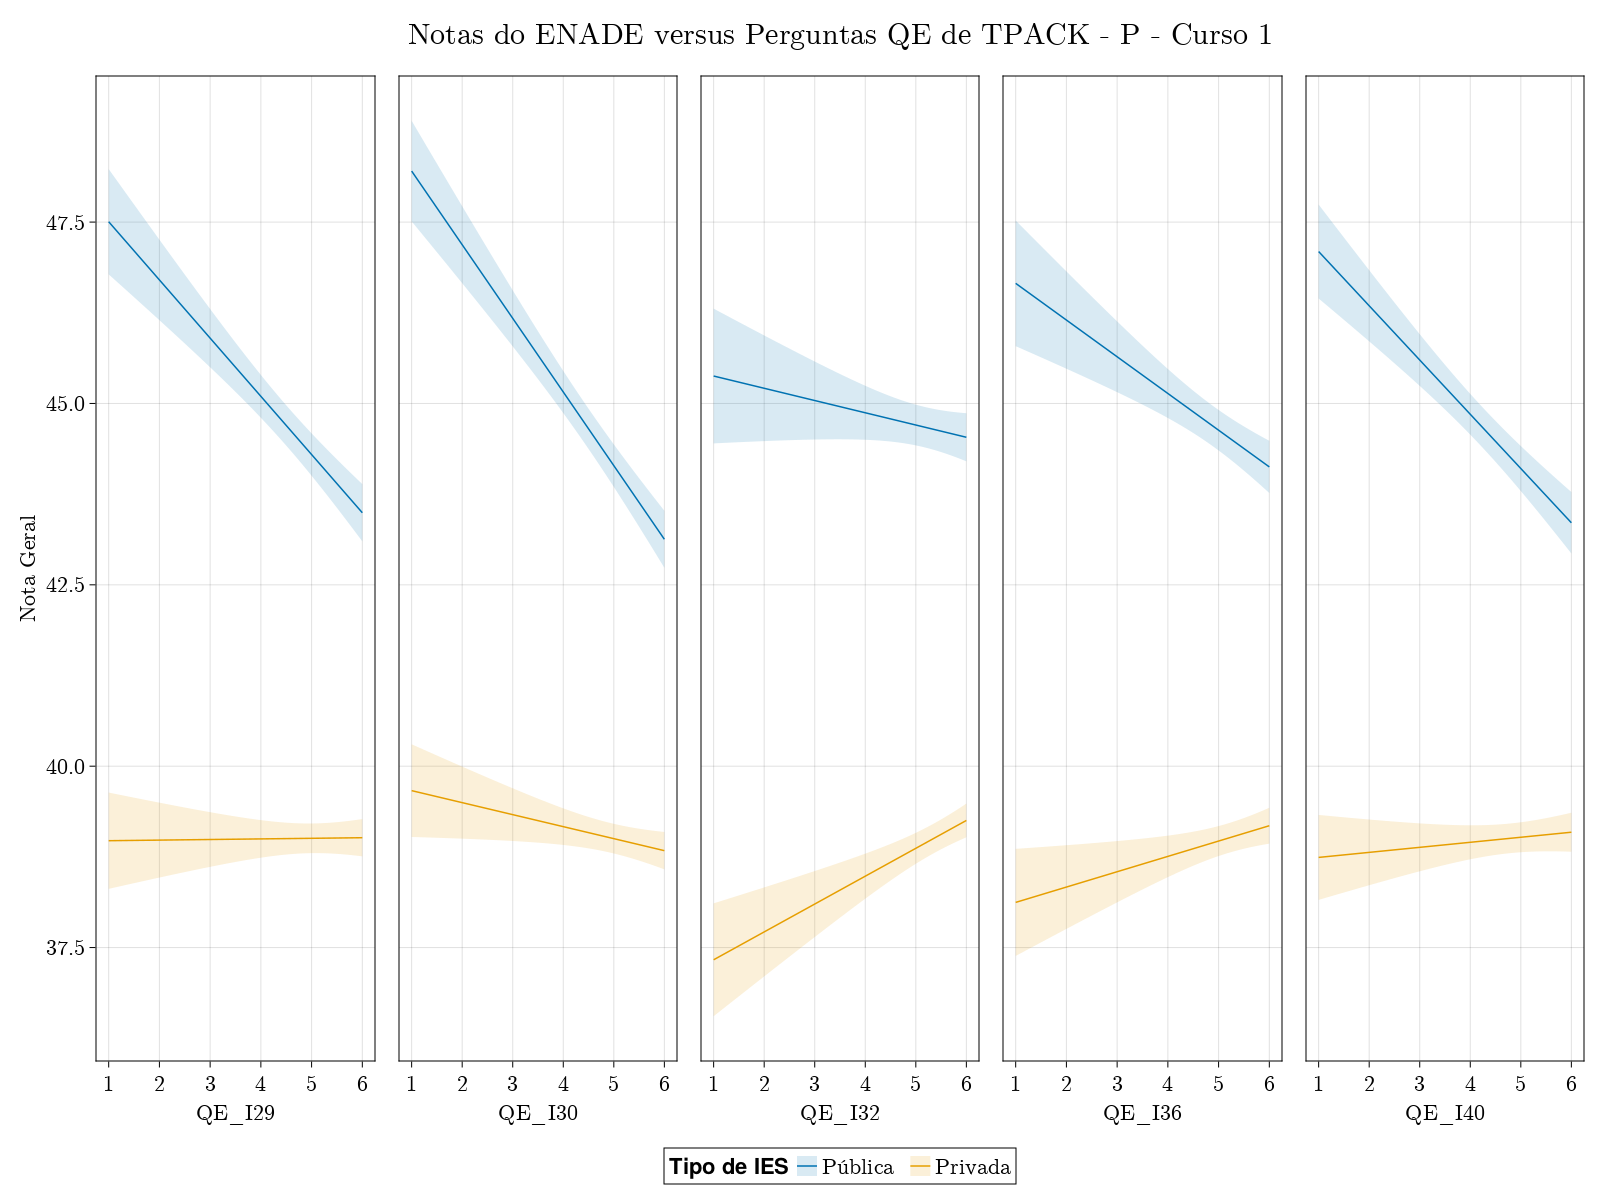 Notas do ENADE versus Perguntas QE de TPACK - P - Curso 1
Nota Geral
47.5
45.0
42.5
40.0
37.5
1 2 3 4 5 6 1 2 3 4 5 6 1 2 3 4 5 6 1 2 3 4 5 6 1 2 3 4 5 6
QE_I29 QE_I30 QE_I32 QE_I36 QE_I40
Tipo de IES Pública Privada